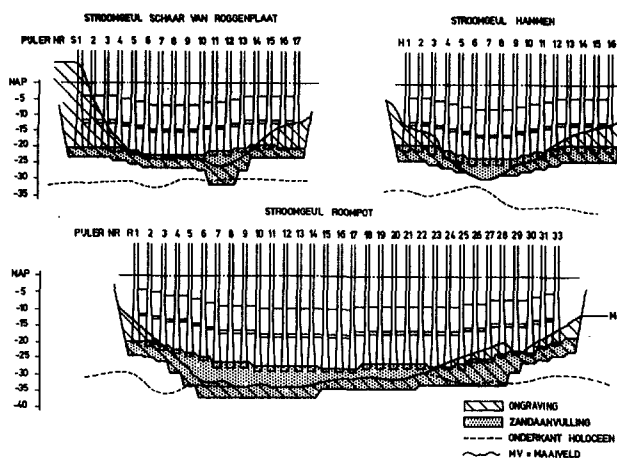 STROOMGEUL SCHAAR VAN ROGGENPLAAT
STROOMGEUL HAMMEN
PIJLER NR S1 2 3 4 5 6 7 8 9 10 11 12 13 14 15 16 17
H1 2 3 4 5 6 7 8 9 10 11 12 13 14 15 16
NAP
-5
-10
-15
-20
-25
-30
-35
STROOMGEUL ROOMPOT
PIJLER NR R1 2 3 4 5 6 7 8 9 10 11 12 13 14 15 16 17 18 19 20 21 22 23 24 25 26 27 28 29 30 31 33
NAP
-5
-10
-15
-20
-25
-30
-35
-40
ONGRAVING
ZANDAANVULLING
ONDERKANT HOLOCEEN
MV = MAAIVELD